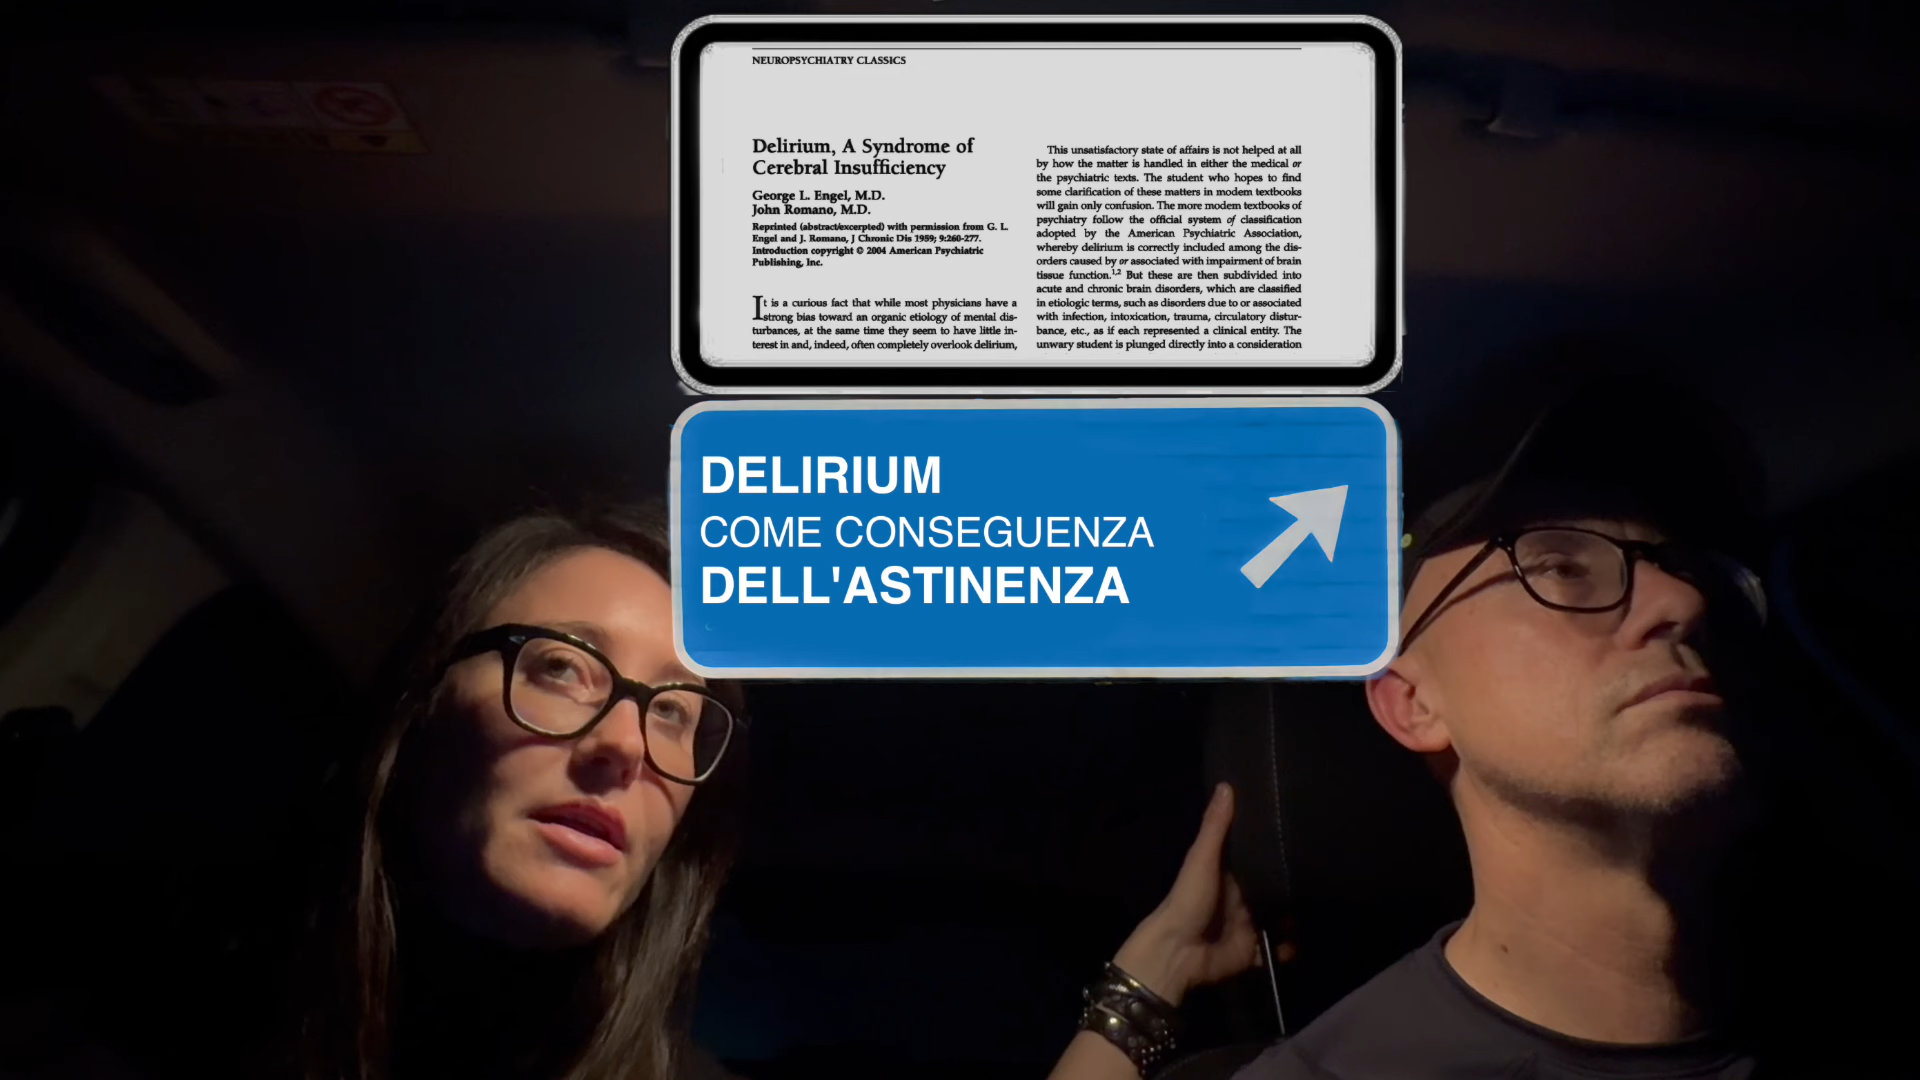 NEUROPSYCHIATRY CLASSICS
Delirium, A Syndrome of
Cerebral Insufficiency
George L. Engel, M.D.
John Romano, M.D.
Reprinted (abstract/excerpted) with permission from G. L.
Engel and J. Romano, J Chronic Dis 1959; 9:260-277.
Introduction copyright © 2004 American Psychiatric
Publishing, Inc.
It is a curious fact that while most physicians have a
strong bias toward an organic etiology of mental dis-
turbances, at the same time they seem to have little in-
terest in and, indeed, often completely overlook delirium,
This unsatisfactory state of affairs is not helped at all
by how the matter is handled in either the medical or
the psychiatric texts. The student who hopes to find
some clarification of these matters in modem textbooks
will gain only confusion. The more modem textbooks of
psychiatry follow the official system of classification
adopted by the American Psychiatric Association,
whereby delirium is correctly included among the dis-
orders caused by or associated with impairment of brain
tissue function.1,2 But these are then subdivided into
acute and chronic brain disorders, which are classified
in etiologic terms, such as disorders due to or associated
with infection, intoxication, trauma, circulatory distur-
bance, etc., as if each represented a clinical entity. The
unwary student is plunged directly into a consideration
DELIRIUM
COME CONSEGUENZA
DELL'ASTINENZA